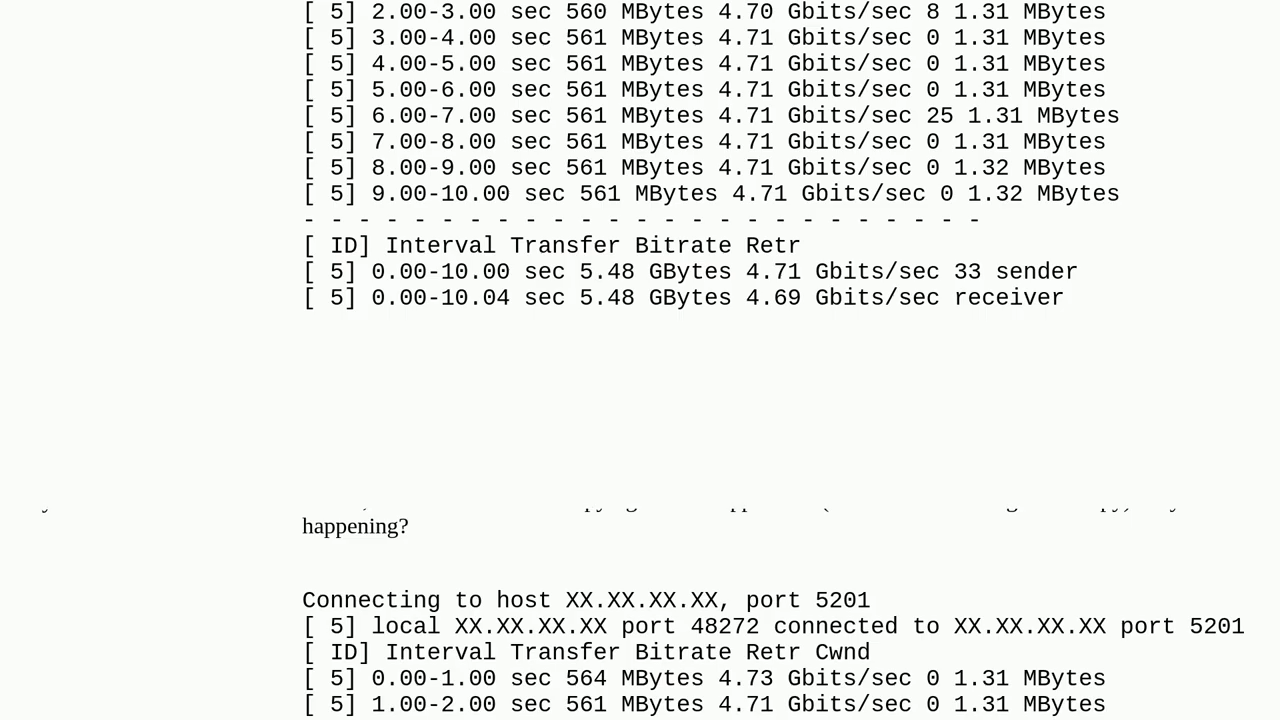 [ 5] 2.00-3.00 sec 560 MBytes 4.70 Gbits/sec 8 1.31 MBytes
[ 5] 3.00-4.00 sec 561 MBytes 4.71 Gbits/sec 0 1.31 MBytes
[ 5] 4.00-5.00 sec 561 MBytes 4.71 Gbits/sec 0 1.31 MBytes
[ 5] 5.00-6.00 sec 561 MBytes 4.71 Gbits/sec 0 1.31 MBytes
[ 5] 6.00-7.00 sec 561 MBytes 4.71 Gbits/sec 25 1.31 MBytes
[ 5] 7.00-8.00 sec 561 MBytes 4.71 Gbits/sec 0 1.31 MBytes
[ 5] 8.00-9.00 sec 561 MBytes 4.71 Gbits/sec 0 1.32 MBytes
[ 5] 9.00-10.00 sec 561 MBytes 4.71 Gbits/sec 0 1.32 MBytes
- - - - - - - - - - - - - - - - - - - - - - - - -
[ ID] Interval Transfer Bitrate Retr
[ 5] 0.00-10.00 sec 5.48 GBytes 4.71 Gbits/sec 33 sender
[ 5] 0.00-10.04 sec 5.48 GBytes 4.69 Gbits/sec receiver
happening?
Connecting to host XX.XX.XX.XX, port 5201
[ 5] local XX.XX.XX.XX port 48272 connected to XX.XX.XX.XX port 5201
[ ID] Interval Transfer Bitrate Retr Cwnd
[ 5] 0.00-1.00 sec 564 MBytes 4.73 Gbits/sec 0 1.31 MBytes
[ 5] 1.00-2.00 sec 561 MBytes 4.71 Gbits/sec 0 1.31 MBytes